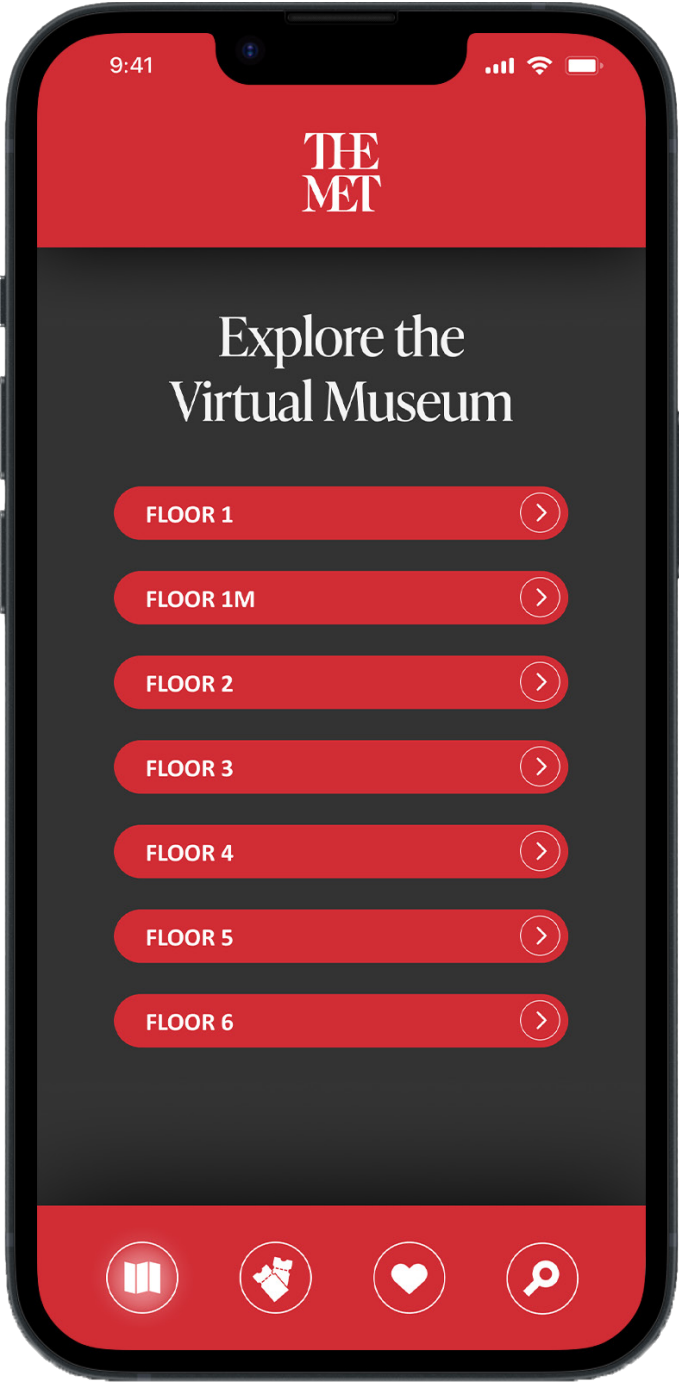 9:41
THE
MET
Explore the
Virtual Museum
FLOOR 1
FLOOR 1M
FLOOR 2
FLOOR 3
FLOOR 4
FLOOR 5
FLOOR 6